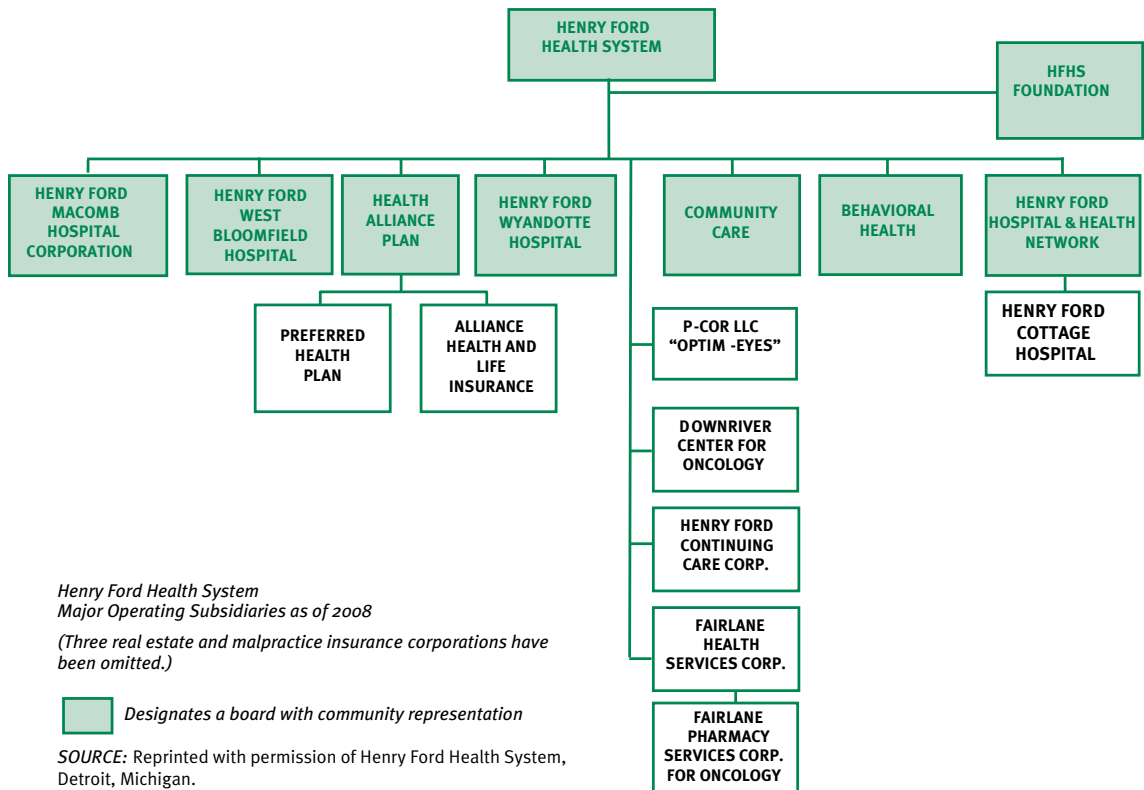 HENRY FORD
HEALTH SYSTEM
HFHS
FOUNDATION
HENRY FORD
MACOMB
HOSPITAL
CORPORATION
HENRY FORD
WEST
BLOOMFIELD
HOSPITAL
HEALTH
ALLIANCE
PLAN
HENRY FORD
WYANDOTTE
HOSPITAL
COMMUNITY
CARE
BEHAVIORAL
HEALTH
HENRY FORD
HOSPITAL & HEALTH
NETWORK
PREFERRED
HEALTH
PLAN
ALLIANCE
HEALTH AND
LIFE
INSURANCE
P-COR LLC
“OPTIM -EYES”
HENRY FORD
COTTAGE
HOSPITAL
DOWNRIVER
CENTER FOR
ONCOLOGY
HENRY FORD
CONTINUING
CARE CORP.
FAIRLANE
HEALTH
SERVICES CORP.
FAIRLANE
PHARMACY
SERVICES CORP.
FOR ONCOLOGY
Henry Ford Health System
Major Operating Subsidiaries as of 2008
(Three real estate and malpractice insurance corporations have
been omitted.)
Designates a board with community representation
SOURCE: Reprinted with permission of Henry Ford Health System,
Detroit, Michigan.